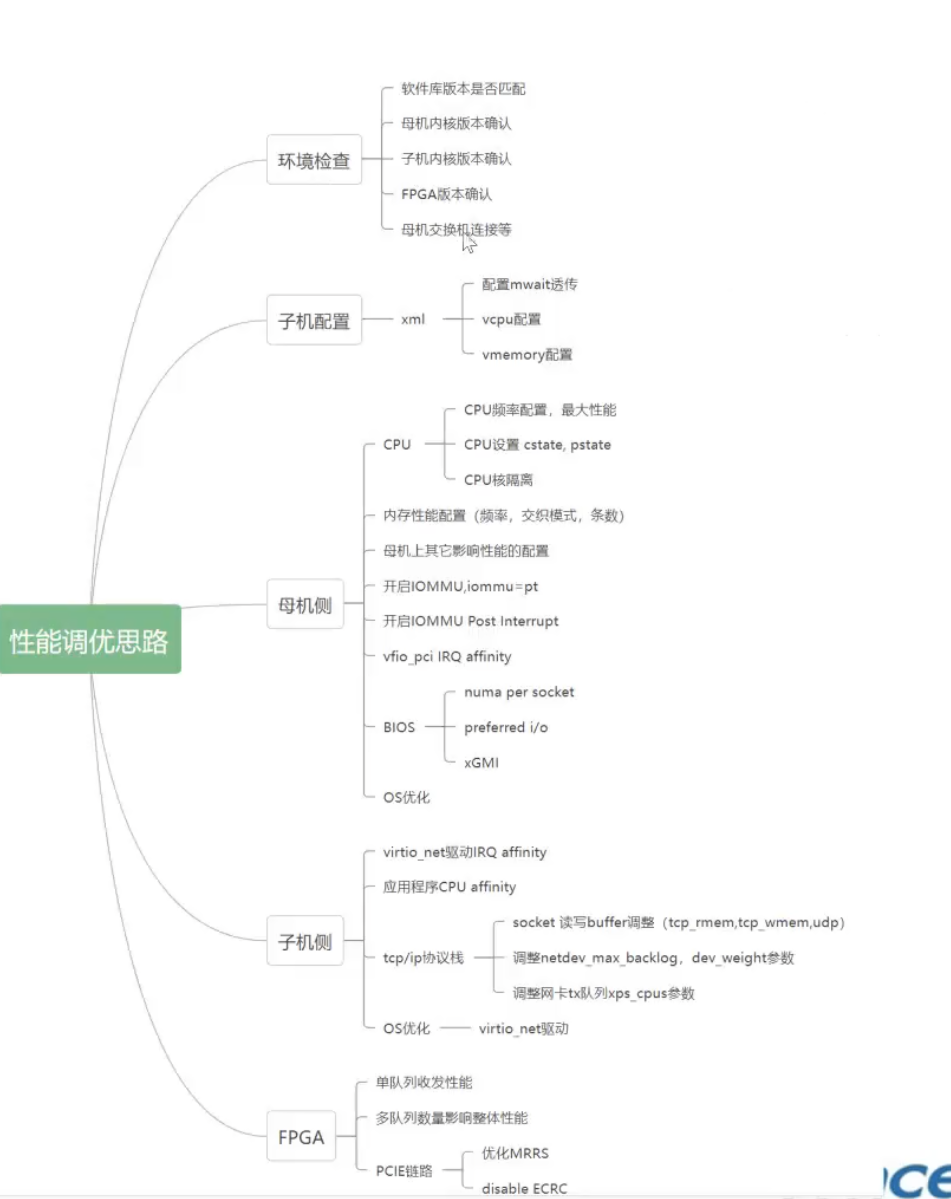 软件库版本是否匹配
母机内核版本确认
环境检查
子机内核版本确认
FPGA版本确认
母机交换机连接等
配置mwait透传
子机配置
xml
vcpu配置
vmemory配置
CPU频率配置，最大性能
CPU
CPU设置 cstate, pstate
CPU核隔离
内存性能配置（频率，交织模式，条数）
母机上其它影响性能的配置
开启IOMMU,iommu=pt
母机侧
开启IOMMU Post Interrupt
性能调优思路
vfio_pci IRQ affinity
numa per socket
BIOS
preferred i/o
xGMI
OS优化
virtio_net驱动IRQ affinity
应用程序CPU affinity
socket 读写buffer调整（tcp_rmem,tcp_wmem,udp）
子机侧
tcp/ip协议栈
调整netdev_max_backlog，dev_weight参数
调整网卡tx队列xps_cpus参数
OS优化
virtio_net驱动
单队列收发性能
多队列数量影响整体性能
FPGA
优化MRRS
PCIE链路
disable ECRC